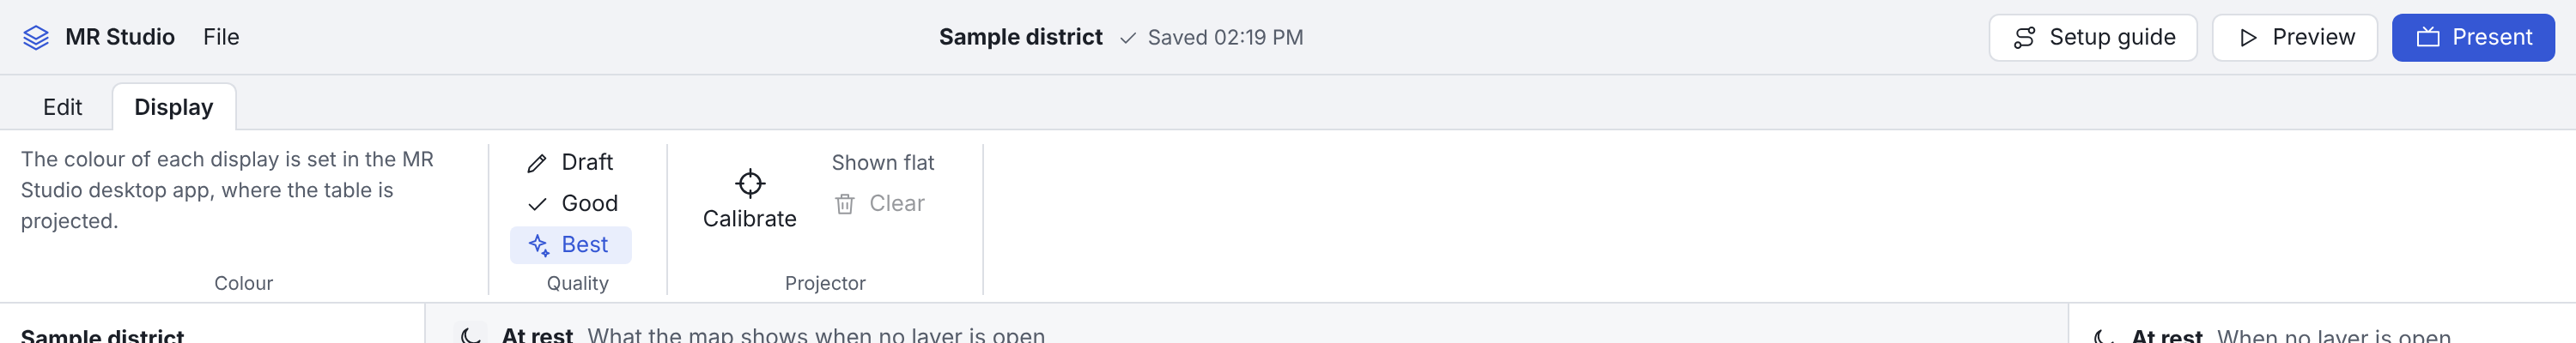 MR Studio File Sample district Saved 02:19 PM Setup guide Preview Present
Edit Display
The colour of each display is set in the MR
Studio desktop app, where the table is
projected.
Colour
Draft
Good
Best
Quality
Calibrate
Shown flat
Clear
Projector
Sample district
At rest What the map shows when no layer is open
At rest When no layer is open